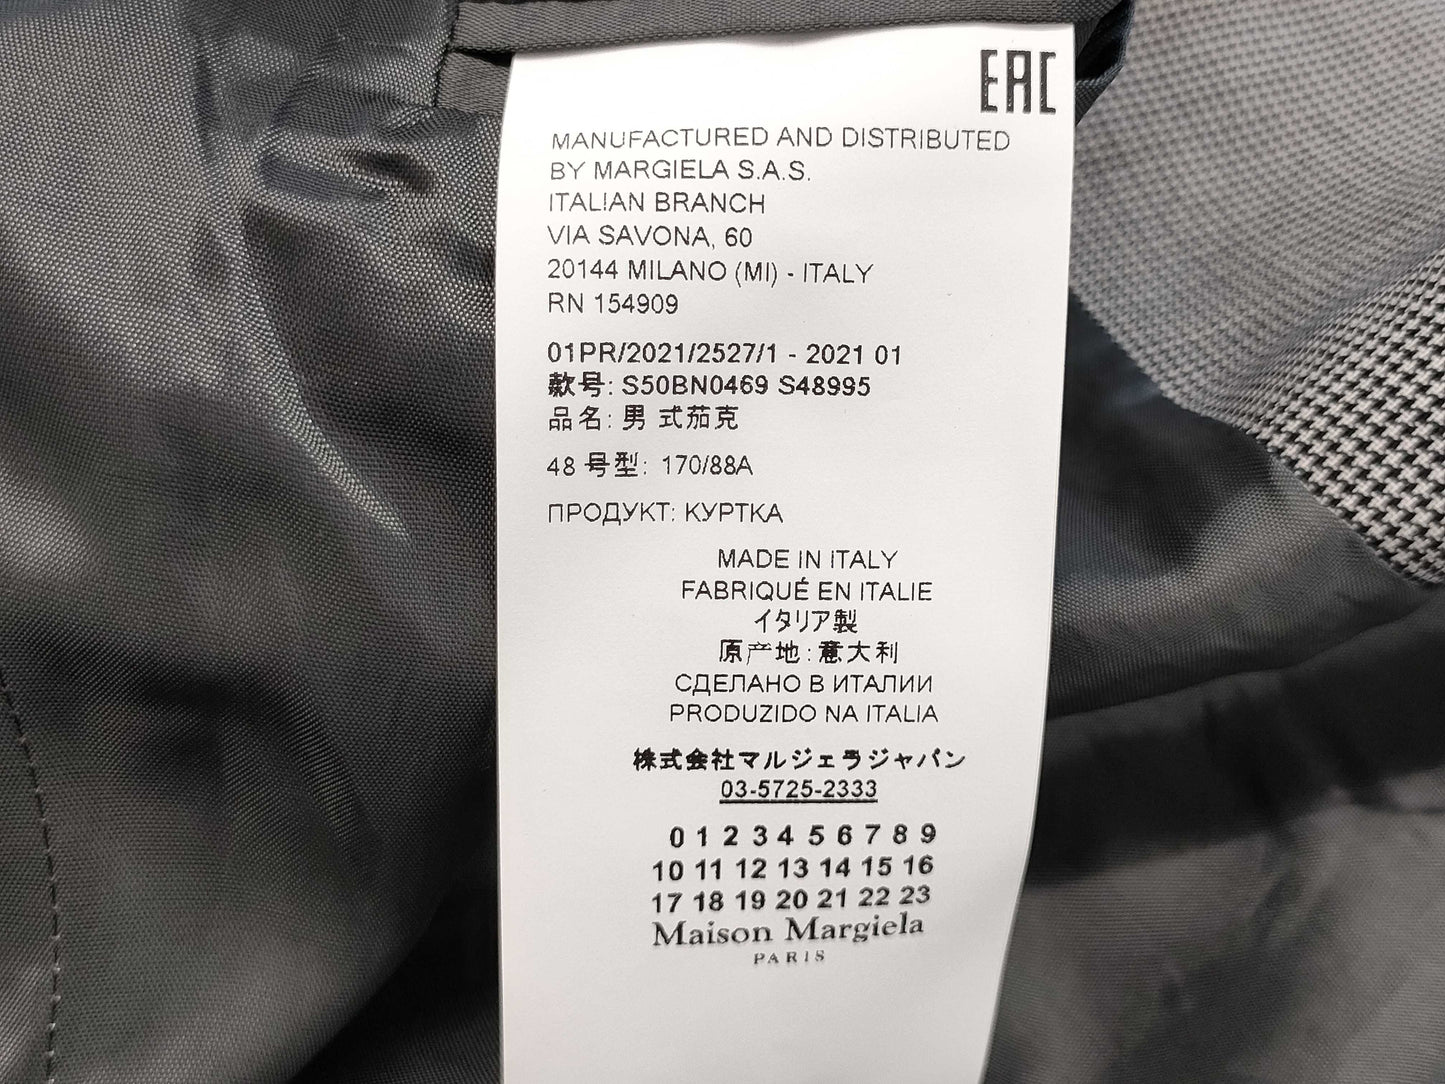 EAC
MANUFACTURED AND DISTRIBUTED
BY MARGIELA S.A.S.
ITALIAN BRANCH
VIA SAVONA, 60
20144 MILANO (MI) - ITALY
RN 154909
01PR/2021/2527/1 - 2021 01
款号: S50BN0469 S48995
品名: 男 式茄克
48 号型: 170/88A
ПРОДУКТ: КУРТКА
MADE IN ITALY
FABRIQUÉ EN ITALIE
イタリア製
原产地:意大利
СДЕЛАНО В ИТАЛИИ
PRODUZIDO NA ITALIA
株式会社マルジェラジャパン
03-5725-2333
0 1 2 3 4 5 6 7 8 9
10 11 12 13 14 15 16
17 18 19 20 21 22 23
Maison Margiela
PARIS